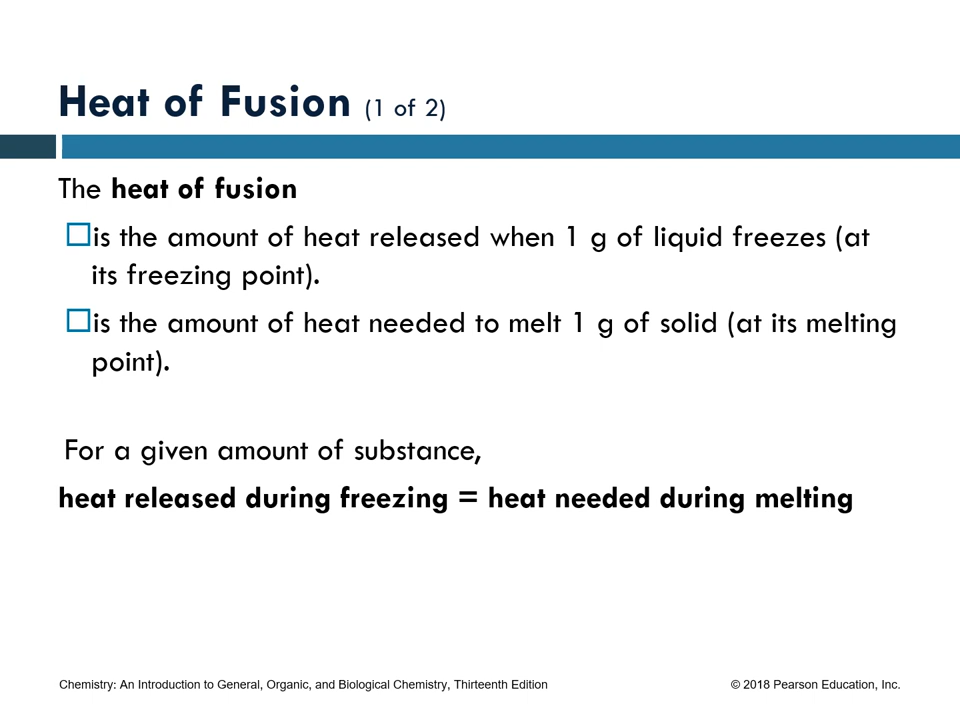 Heat of Fusion (1 of 2)
The heat of fusion
is the amount of heat released when 1 g of liquid freezes (at
its freezing point).
is the amount of heat needed to melt 1 g of solid (at its melting
point).
For a given amount of substance,
heat released during freezing = heat needed during melting
Chemistry: An Introduction to General, Organic, and Biological Chemistry, Thirteenth Edition
© 2018 Pearson Education, Inc.